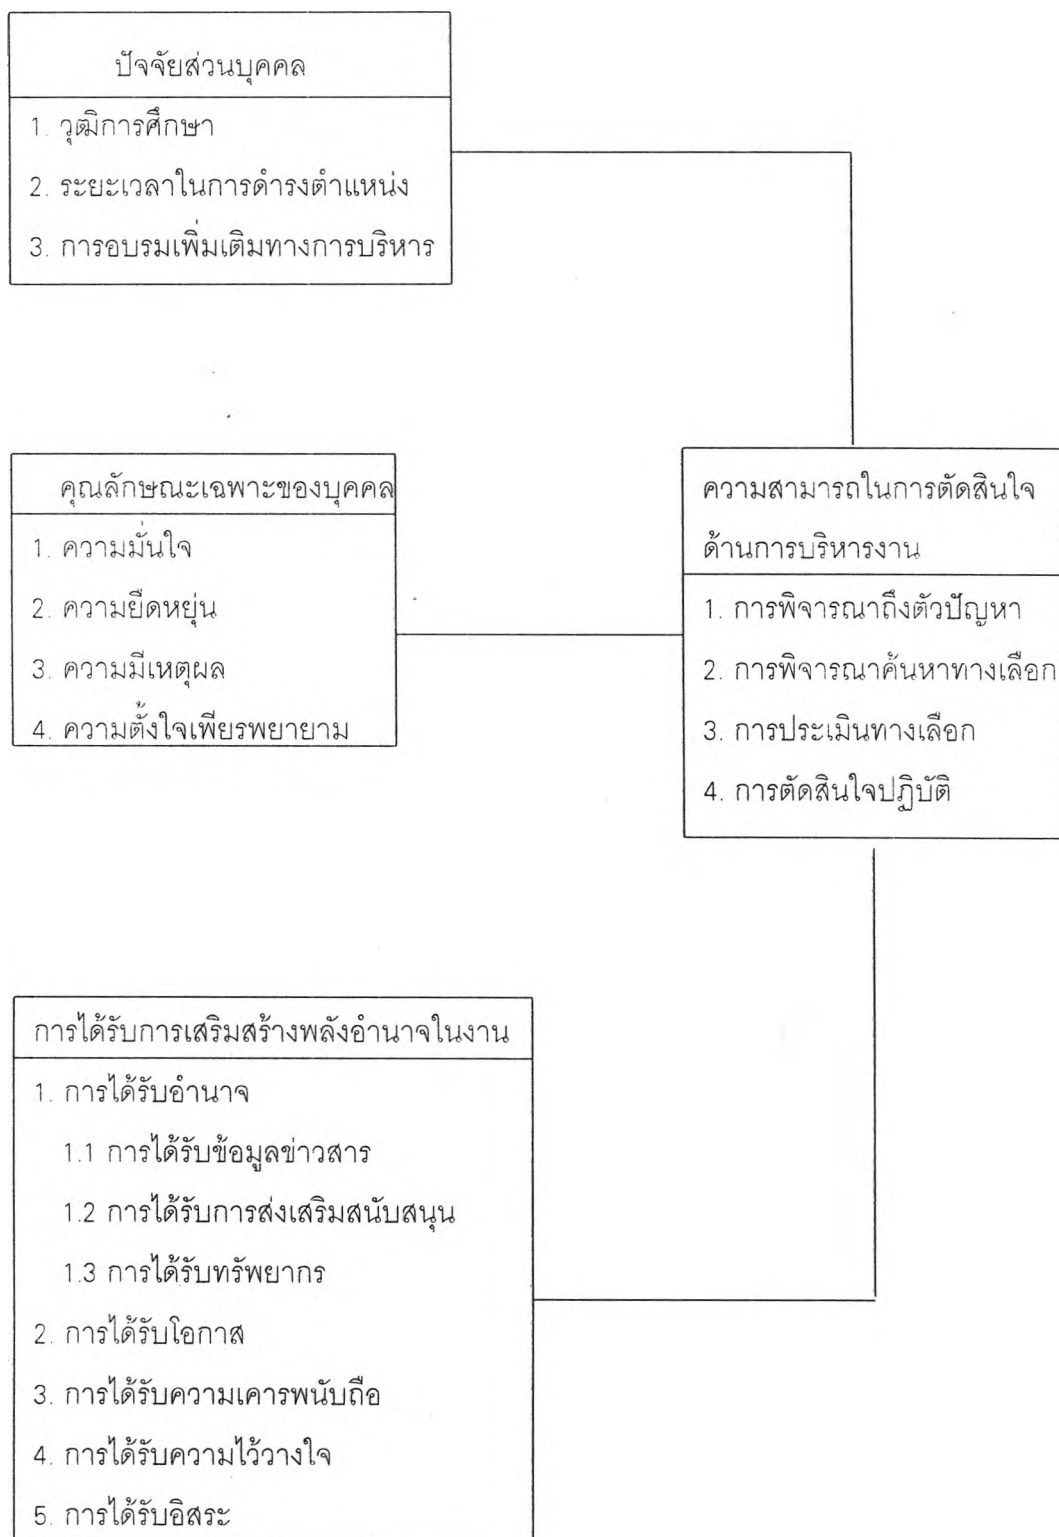 ปัจจัยส่วนบุคคล
1. วุฒิการศึกษา
2. ระยะเวลาในการดำรงตำแหน่ง
3. การอบรมเพิ่มเติมทางการบริหาร
คุณลักษณะเฉพาะของบุคคล
1. ความมั่นใจ
2. ความยืดหยุ่น
3. ความมีเหตุผล
4. ความตั้งใจเพียรพยายาม
ความสามารถในการตัดสินใจ
ด้านการบริหารงาน
1. การพิจารณาถึงตัวปัญหา
2. การพิจารณาค้นหาทางเลือก
3. การประเมินทางเลือก
4. การตัดสินใจปฏิบัติ
การได้รับการเสริมสร้างพลังอำนาจในงาน
1. การได้รับอำนาจ
1.1 การได้รับข้อมูลข่าวสาร
1.2 การได้รับการส่งเสริมสนับสนุน
1.3 การได้รับทรัพยากร
2. การได้รับโอกาส
3. การได้รับความเคารพนับถือ
4. การได้รับความไว้วางใจ
5. การได้รับอิสระ